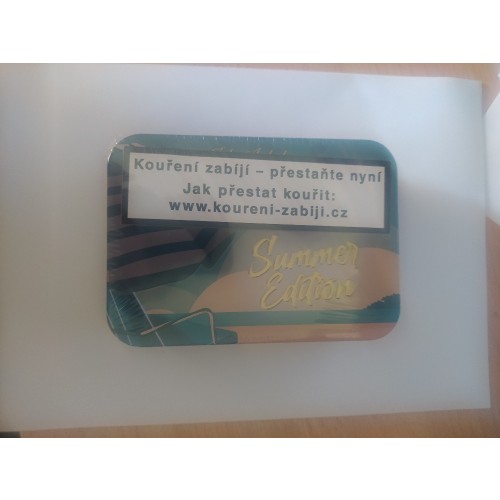 Kouření zabíjí – přestaňte nyní
Jak přestat kouřit:
www.koureni-zabiji.cz
Summer
Edition